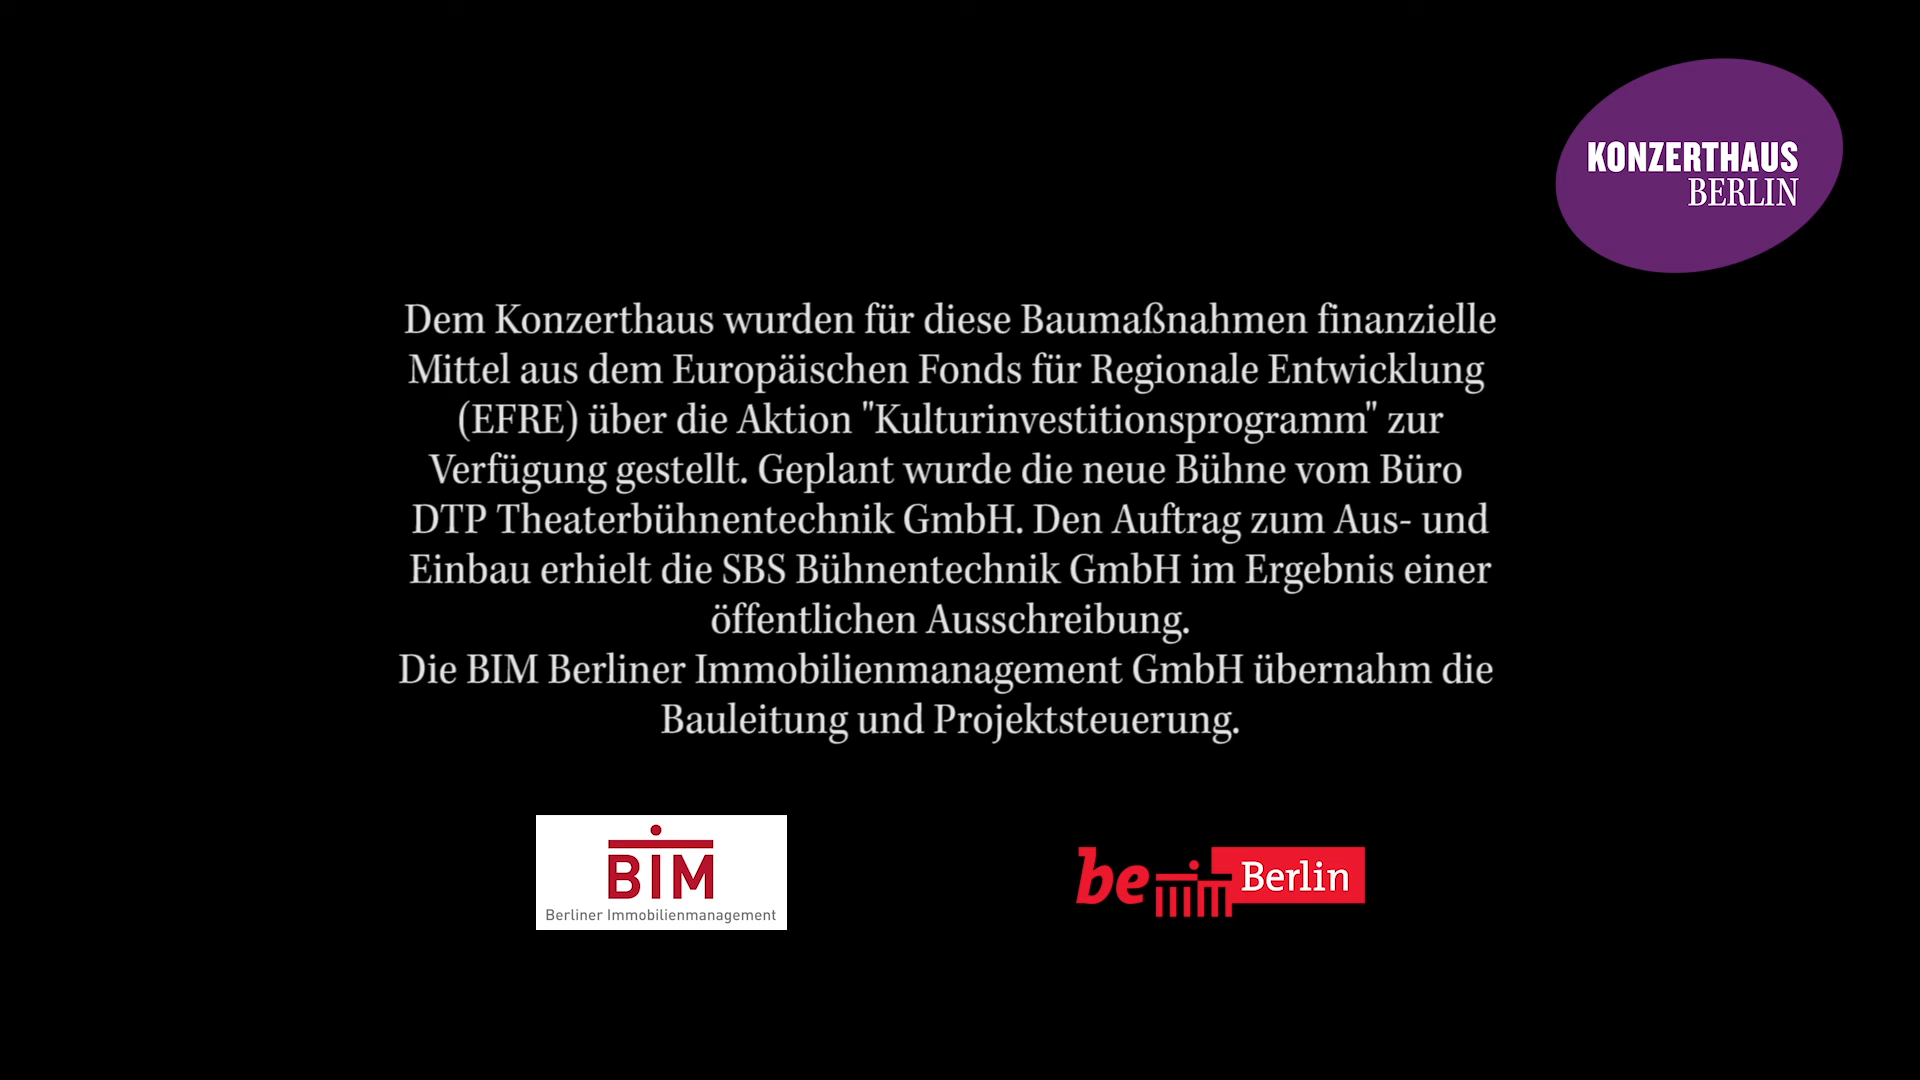 KONZERTHAUS
BERLIN
Dem Konzerthaus wurden für diese Baumaßnahmen finanzielle
Mittel aus dem Europäischen Fonds für Regionale Entwicklung
(EFRE) über die Aktion "Kulturinvestitionsprogramm" zur
Verfügung gestellt. Geplant wurde die neue Bühne vom Büro
DTP Theaterbühnentechnik GmbH. Den Auftrag zum Aus- und
Einbau erhielt die SBS Bühnentechnik GmbH im Ergebnis einer
öffentlichen Ausschreibung.
Die BIM Berliner Immobilienmanagement GmbH übernahm die
Bauleitung und Projektsteuerung.
BIM
Berliner Immobilienmanagement
be Berlin